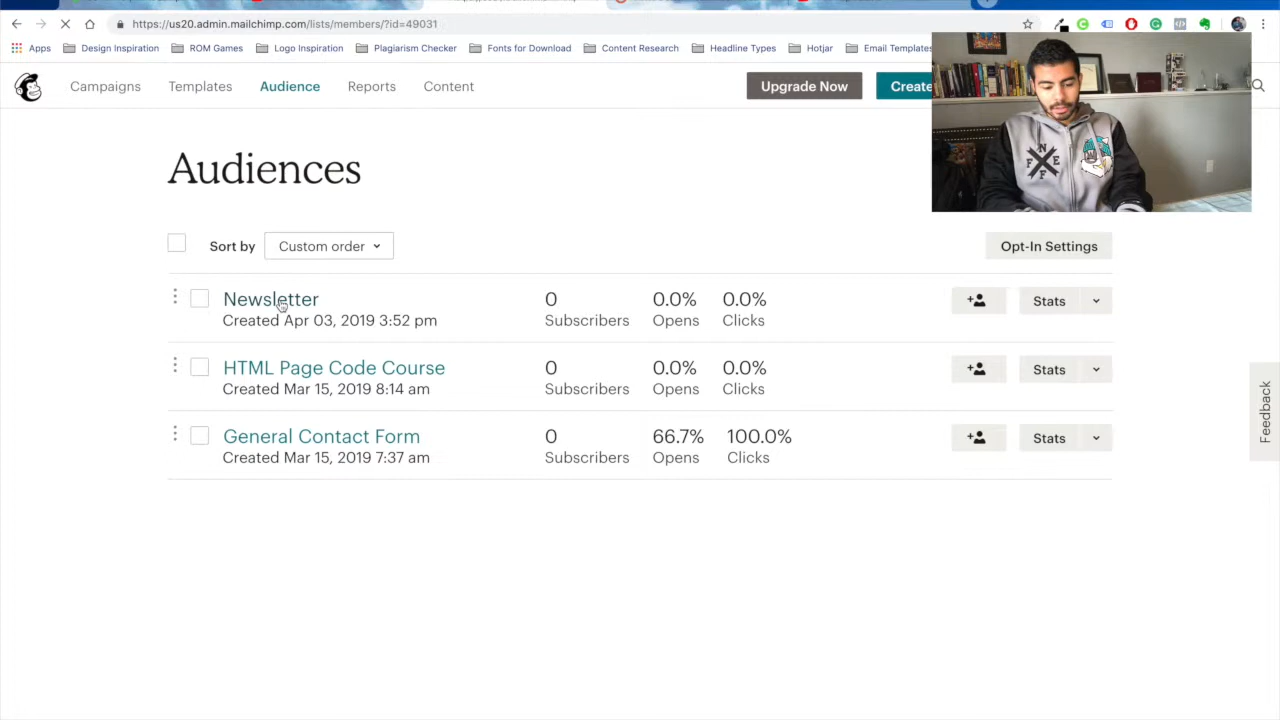 https://us20.admin.mailchimp.com/lists/members/?id=49031
Apps Design Inspiration ROM Games Logo Inspiration Plagiarism Checker Fonts for Download Content Research Headline Types Hotjar Email Templates
Campaigns Templates Audience Reports Content Upgrade Now Create
Audiences
Sort by Custom order Opt-In Settings
Newsletter 0 0.0% 0.0% Stats
Created Apr 03, 2019 3:52 pm Subscribers Opens Clicks
HTML Page Code Course 0 0.0% 0.0% Stats
Created Mar 15, 2019 8:14 am Subscribers Opens Clicks
General Contact Form 0 66.7% 100.0% Stats
Created Mar 15, 2019 7:37 am Subscribers Opens Clicks
Feedback
N
F E
F